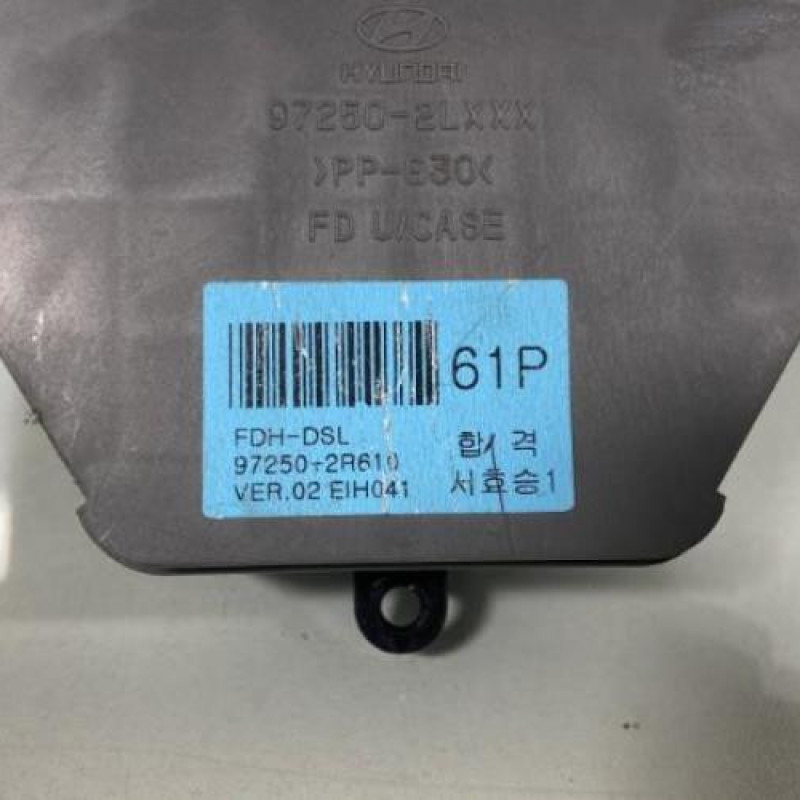 HYUNDAI
97250-2LXXX
>PP-G30<
FD U/CASE
61P
FDH-DSL
97250-2R610
VER.02 EIH041
합 격
서효승1